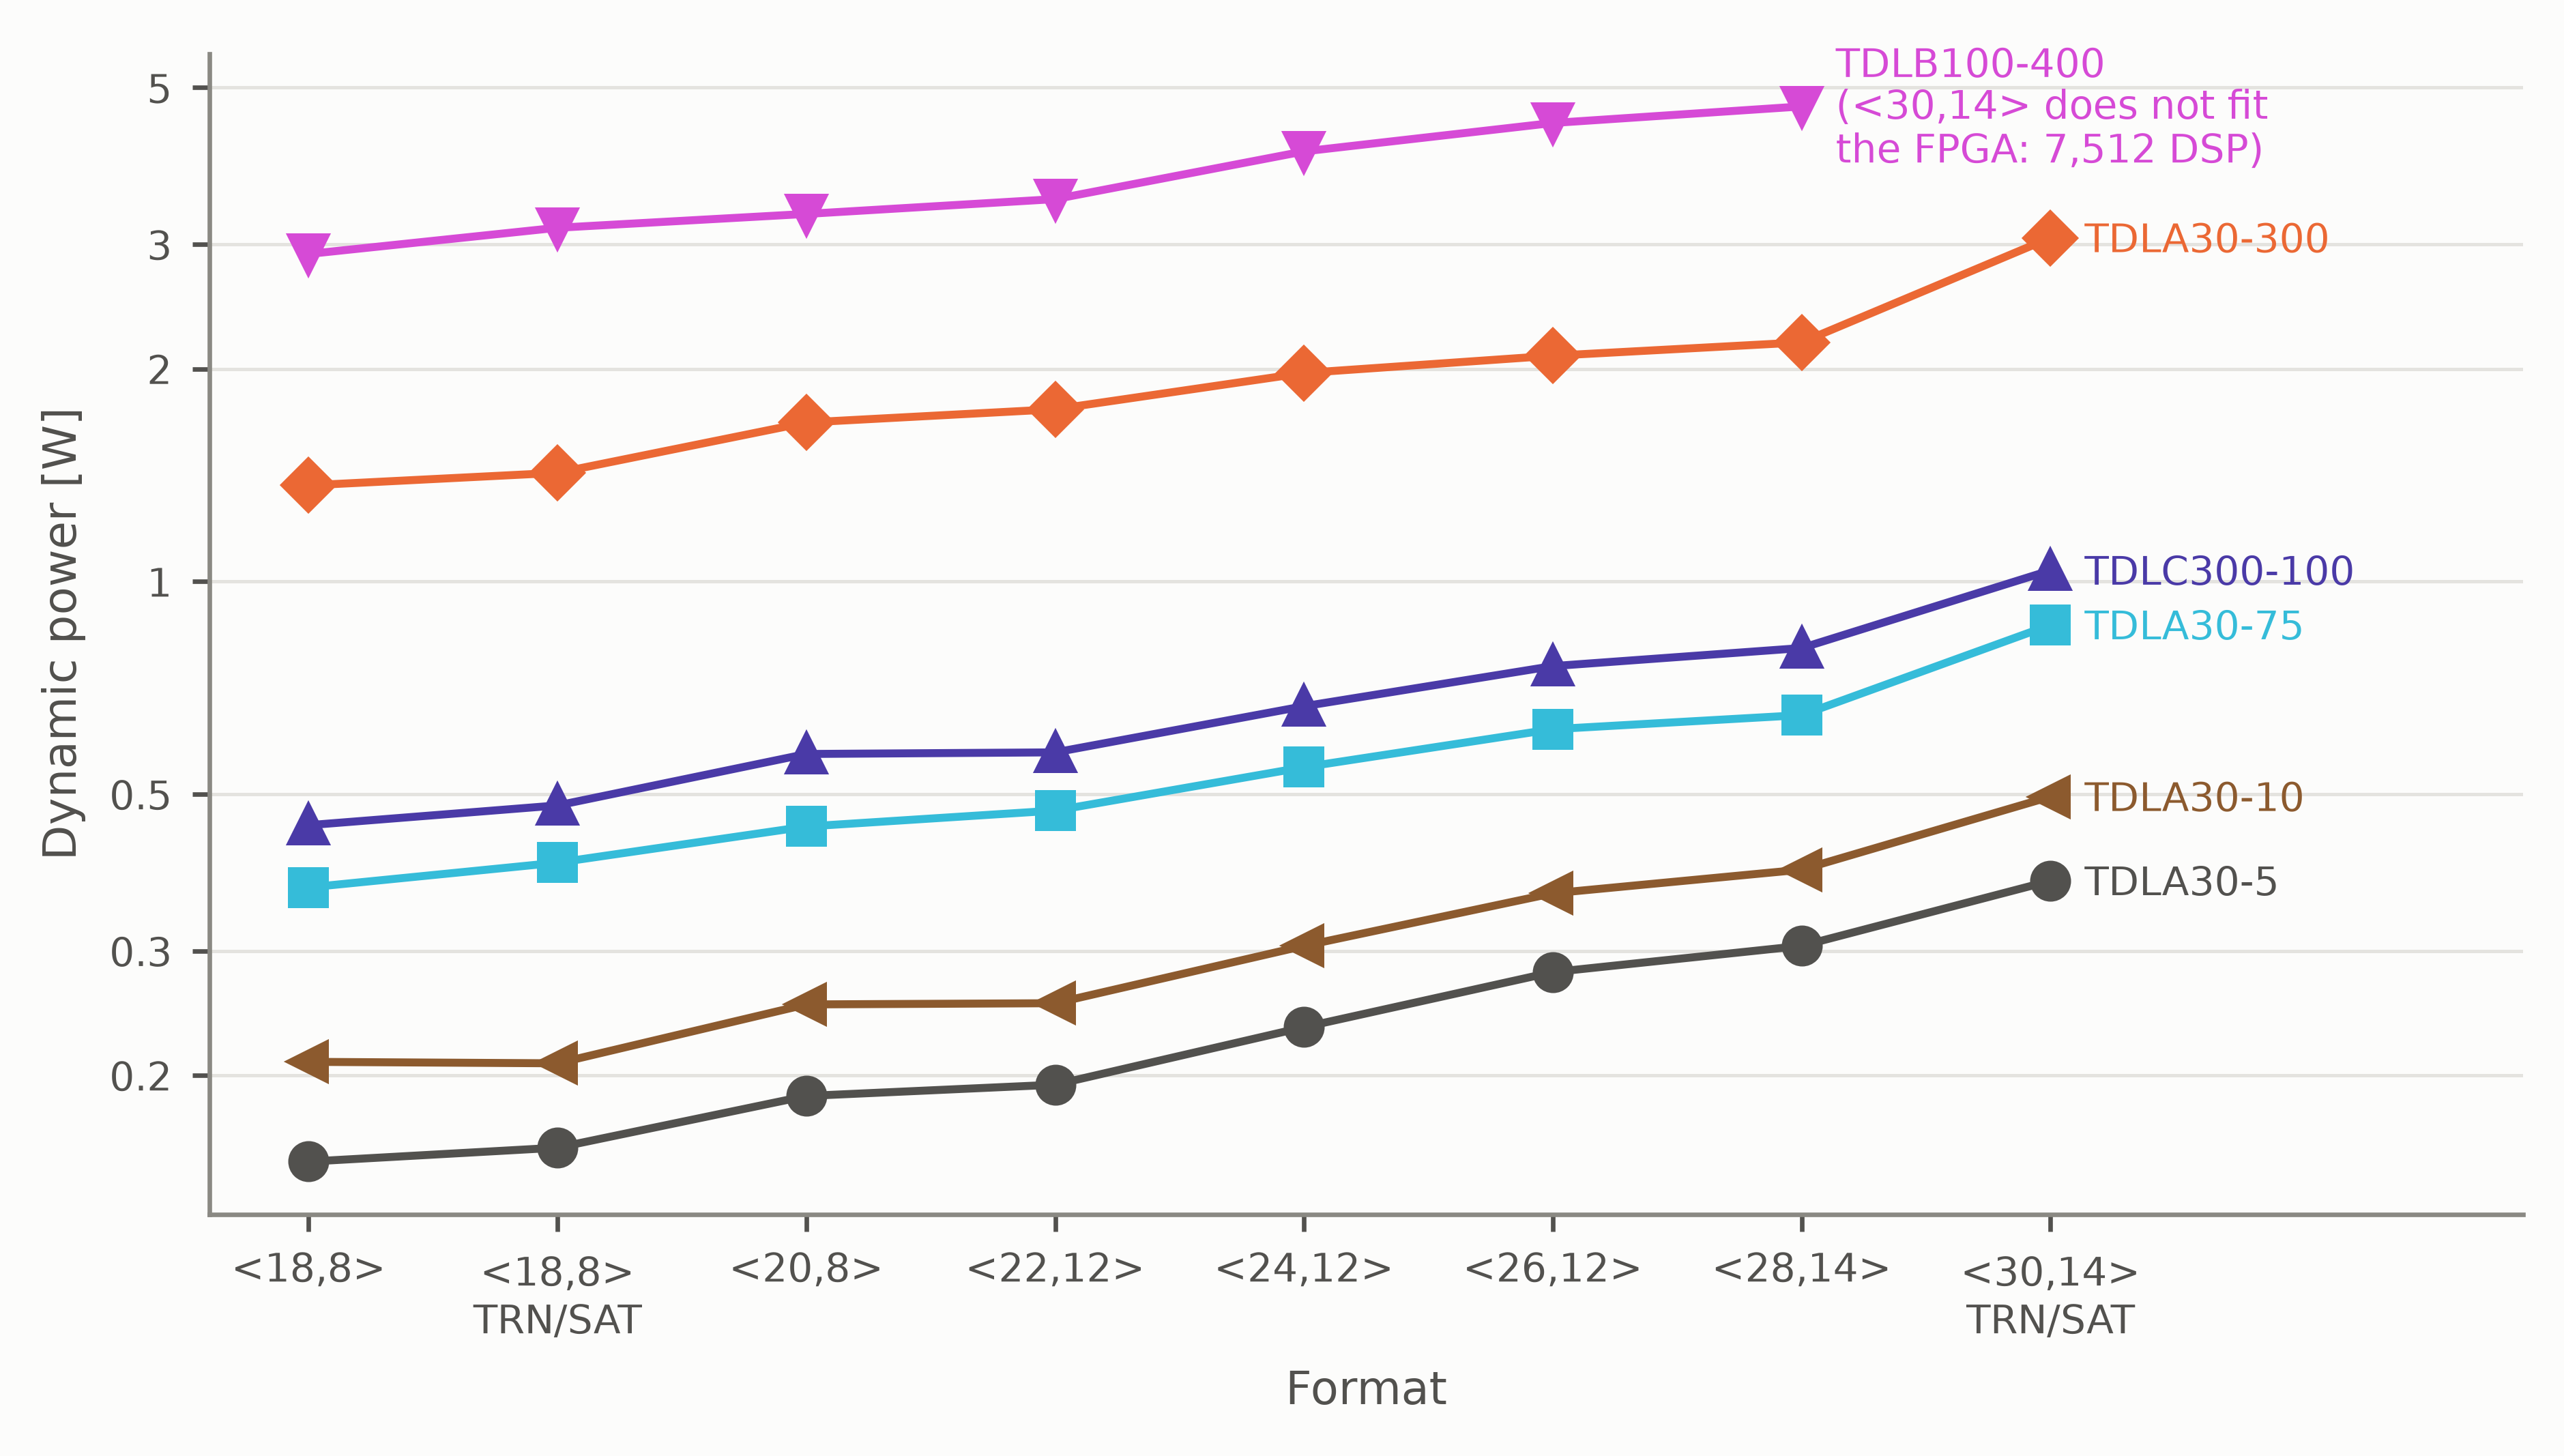 TDLB100-400
(<30,14> does not fit
the FPGA: 7,512 DSP)
TDLA30-300
TDLC300-100
TDLA30-75
TDLA30-10
TDLA30-5
Dynamic power [W]
5
3
2
1
0.5
0.3
0.2
<18,8>
<18,8>
TRN/SAT
<20,8>
<22,12>
<24,12>
<26,12>
<28,14>
<30,14>
TRN/SAT
Format